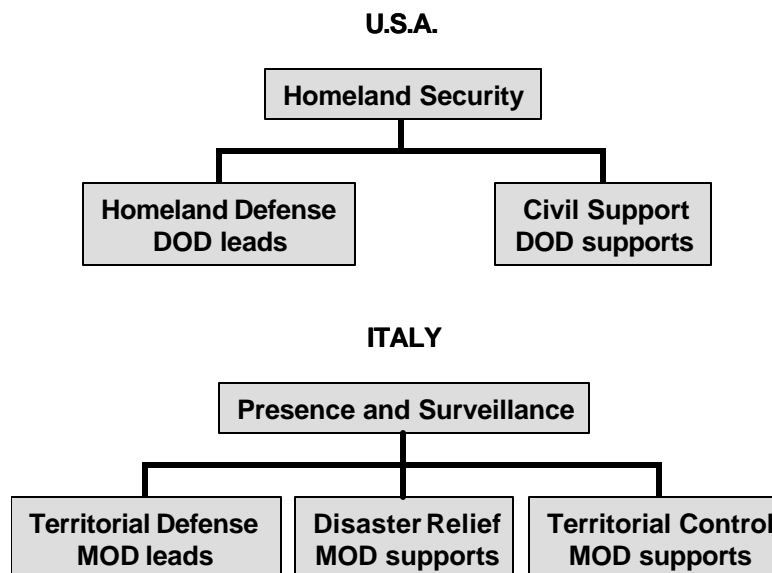 U.S.A.
Homeland Security
Homeland Defense
DOD leads
Civil Support
DOD supports
ITALY
Presence and Surveillance
Territorial Defense
MOD leads
Disaster Relief
MOD supports
Territorial Control
MOD supports